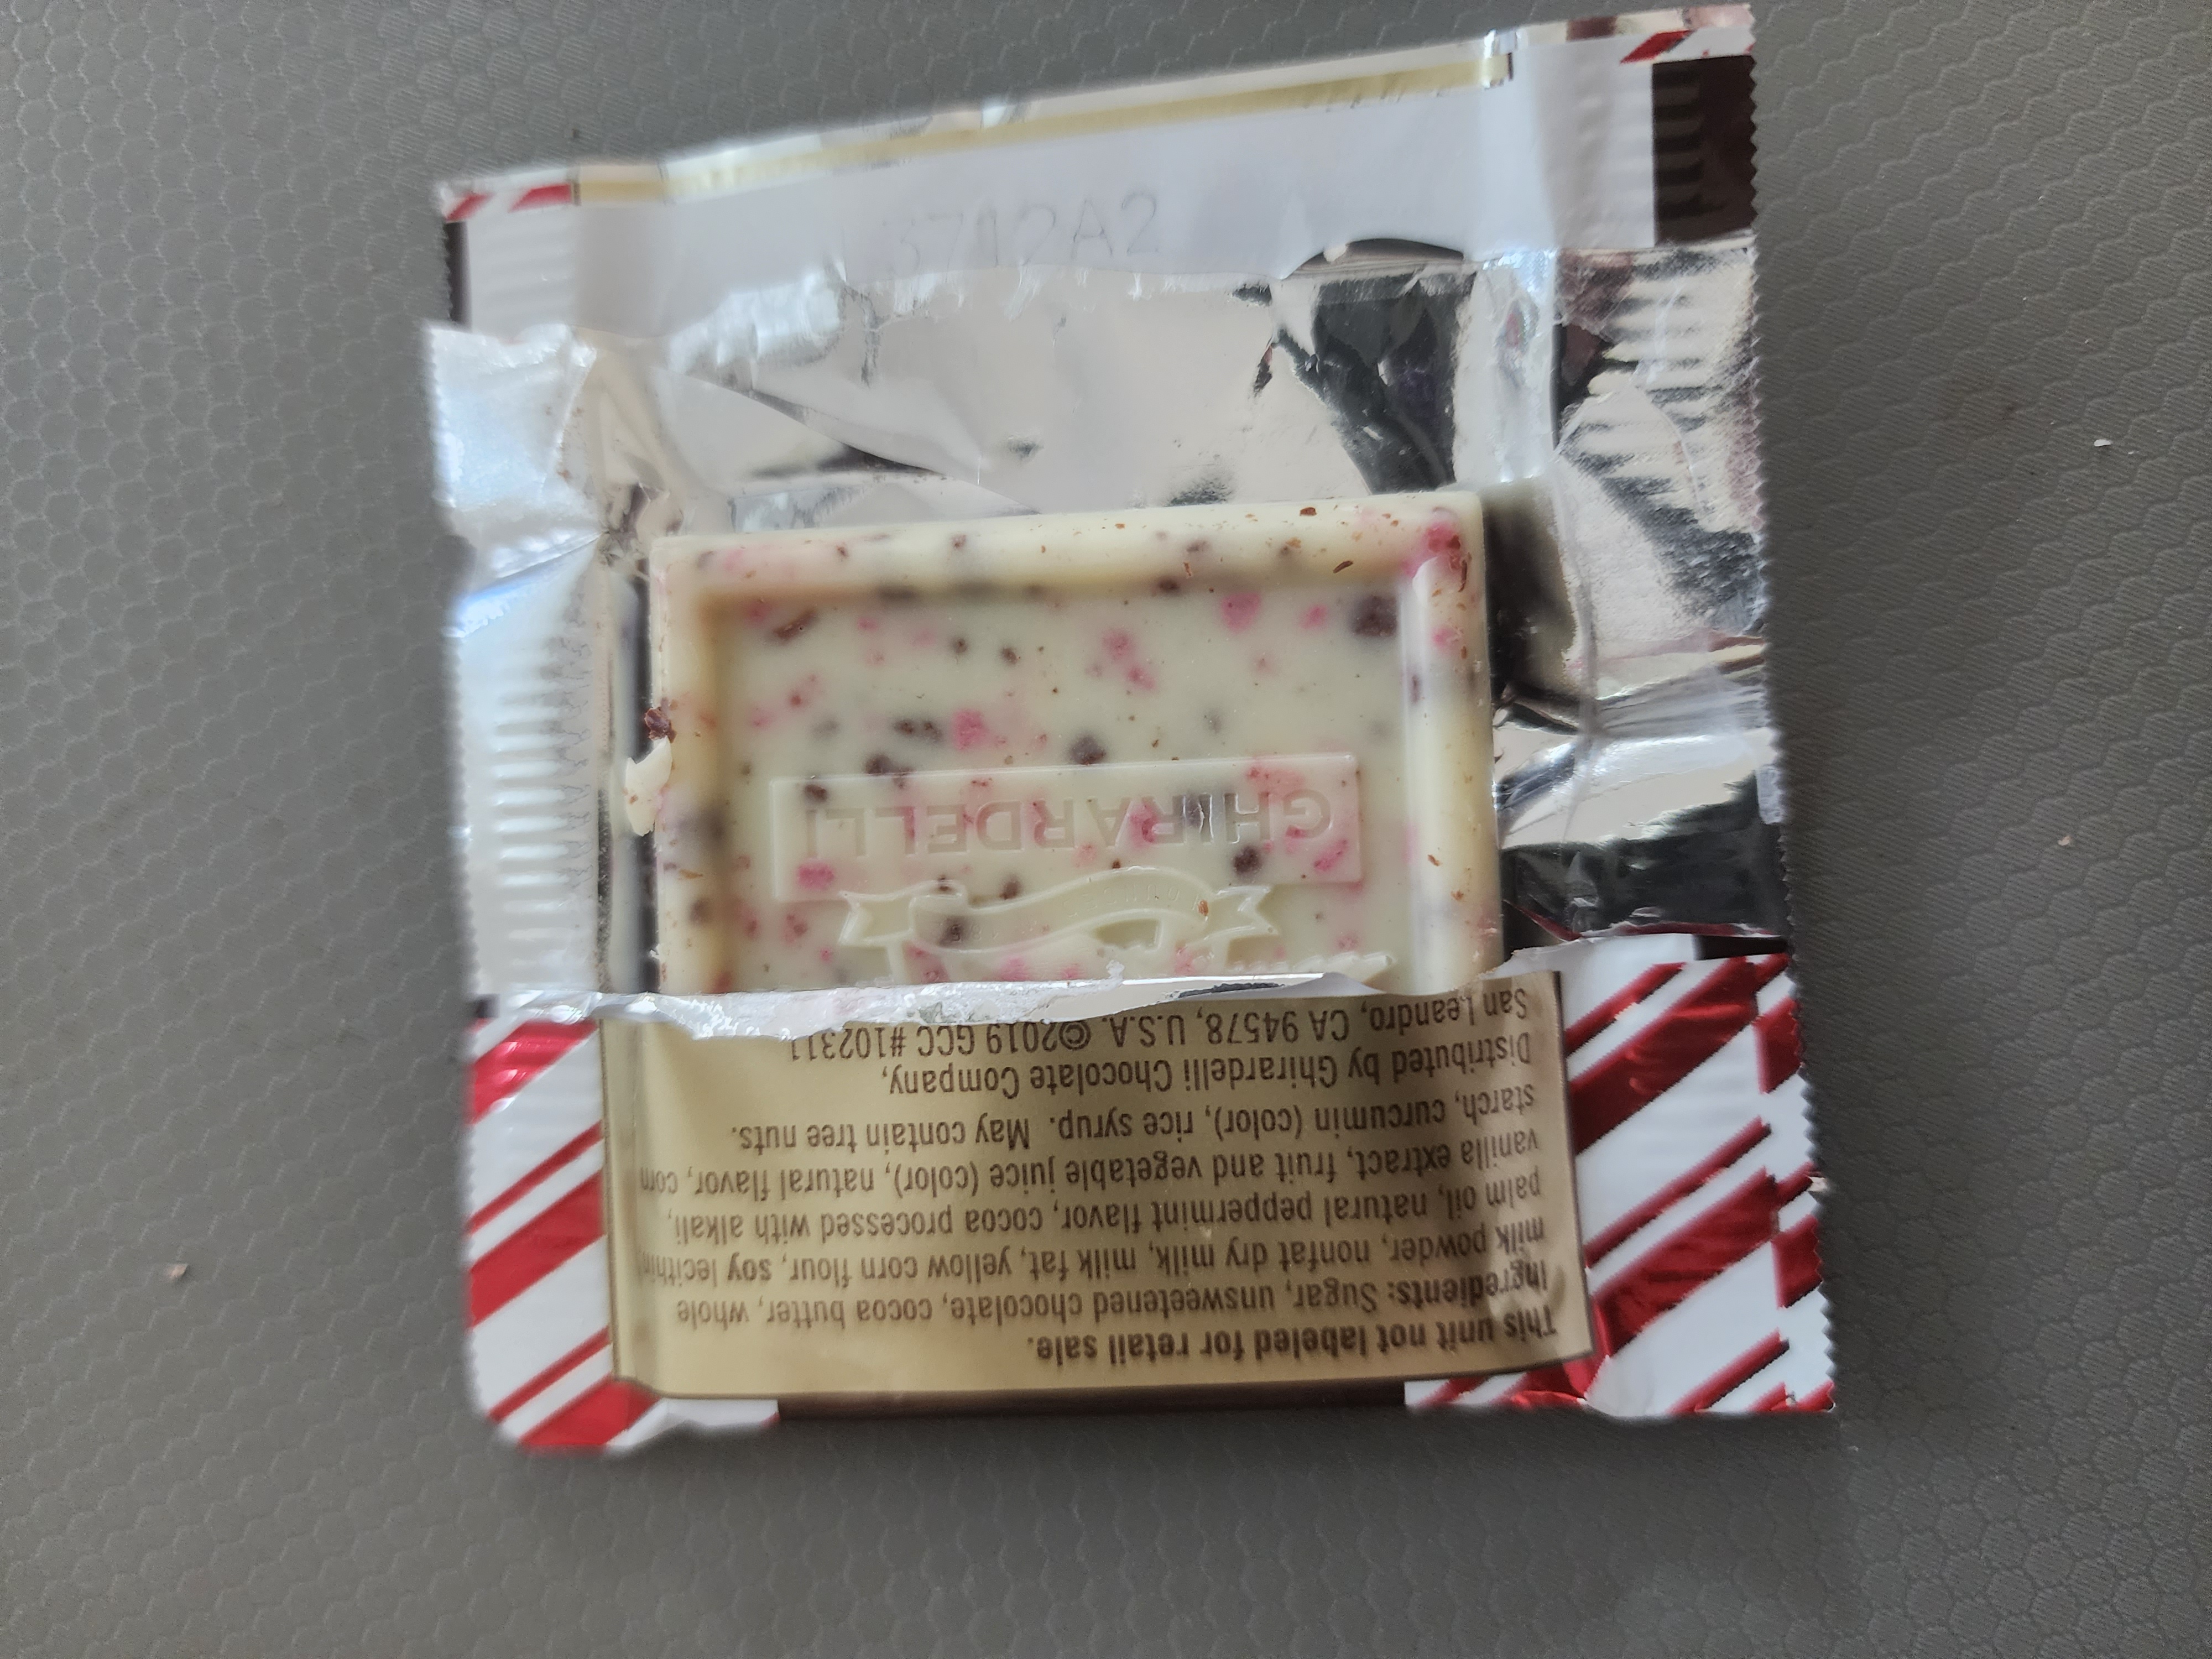 This unit not labeled for retail sale.
Ingredients: Sugar, unsweetened chocolate, cocoa butter, whole
milk powder, nonfat dry milk, milk fat, yellow corn flour, soy lecithin,
palm oil, natural peppermint flavor, cocoa processed with alkali,
vanilla extract, fruit and vegetable juice (color), natural flavor, corn
starch, curcumin (color), rice syrup. May contain tree nuts.
Distributed by Ghirardelli Chocolate Company,
San Leandro, CA 94578, U.S.A. ©2019 GCC #102311
GHIRARDELLI